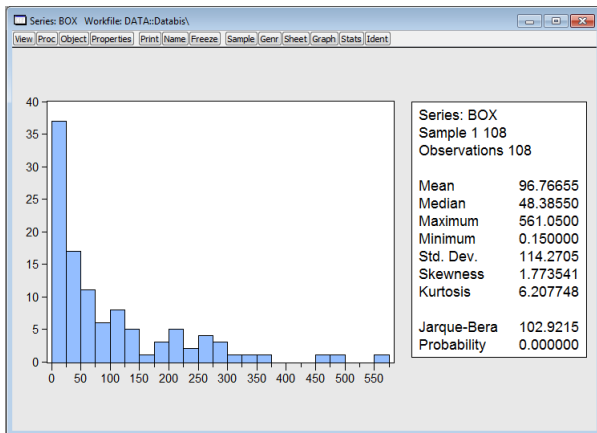 Series: BOX Workfile: DATA::Databis\
View Proc Object Properties Print Name Freeze Sample Genr Sheet Graph Stats Ident
40
35
30
25
20
15
10
5
0
0 50 100 150 200 250 300 350 400 450 500 550
Series: BOX
Sample 1 108
Observations 108
Mean 96.76655
Median 48.38550
Maximum 561.0500
Minimum 0.150000
Std. Dev. 114.2705
Skewness 1.773541
Kurtosis 6.207748
Jarque-Bera 102.9215
Probability 0.000000